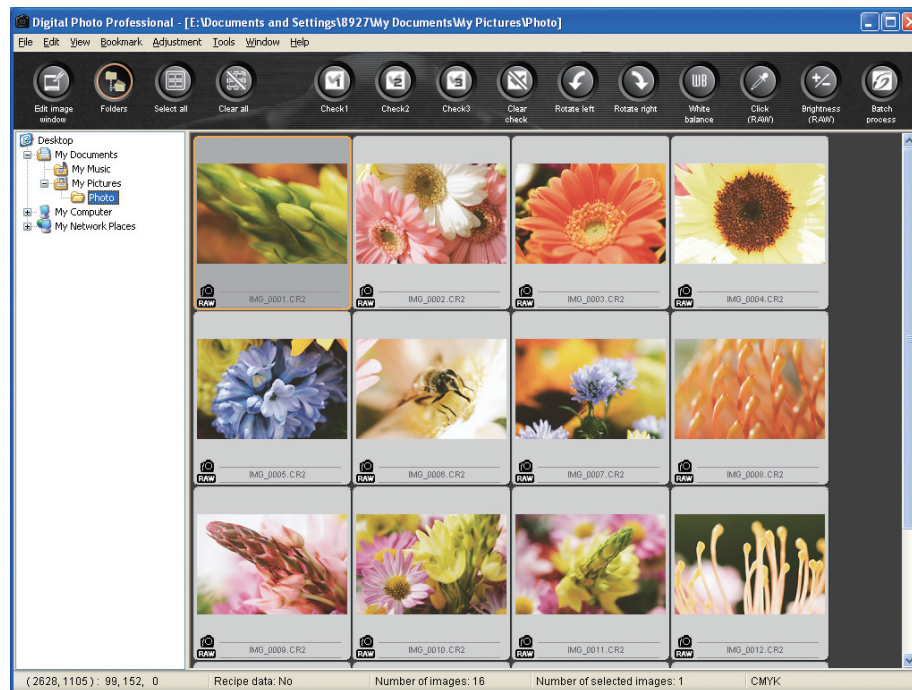 Digital Photo Professional - [E:\Documents and Settings\8927\My Documents\My Pictures\Photo]
File Edit View Bookmark Adjustment Tools Window Help
Edit image window
Folders
Select all
Clear all
Check1
Check2
Check3
Clear check
Rotate left
Rotate right
White balance
Click (RAW)
Brightness (RAW)
Batch process
Desktop
My Documents
My Music
My Pictures
Photo
My Computer
My Network Places
RAW IMG_0001.CR2
RAW IMG_0002.CR2
RAW IMG_0003.CR2
RAW IMG_0004.CR2
RAW IMG_0005.CR2
RAW IMG_0006.CR2
RAW IMG_0007.CR2
RAW IMG_0008.CR2
RAW IMG_0009.CR2
RAW IMG_0010.CR2
RAW IMG_0011.CR2
RAW IMG_0012.CR2
(2628, 1105) : 99, 152, 0 Recipe data: No Number of images: 16 Number of selected images: 1 CMYK